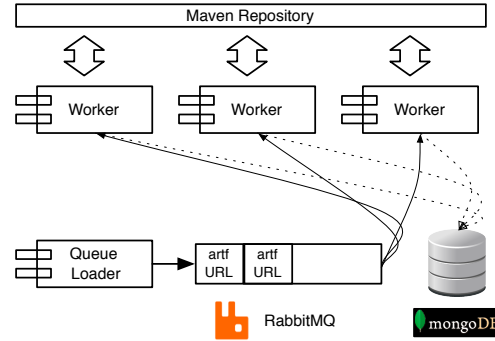 Maven Repository
Worker
Worker
Worker
Queue
Loader
artf
URL
artf
URL
RabbitMQ
mongoDB